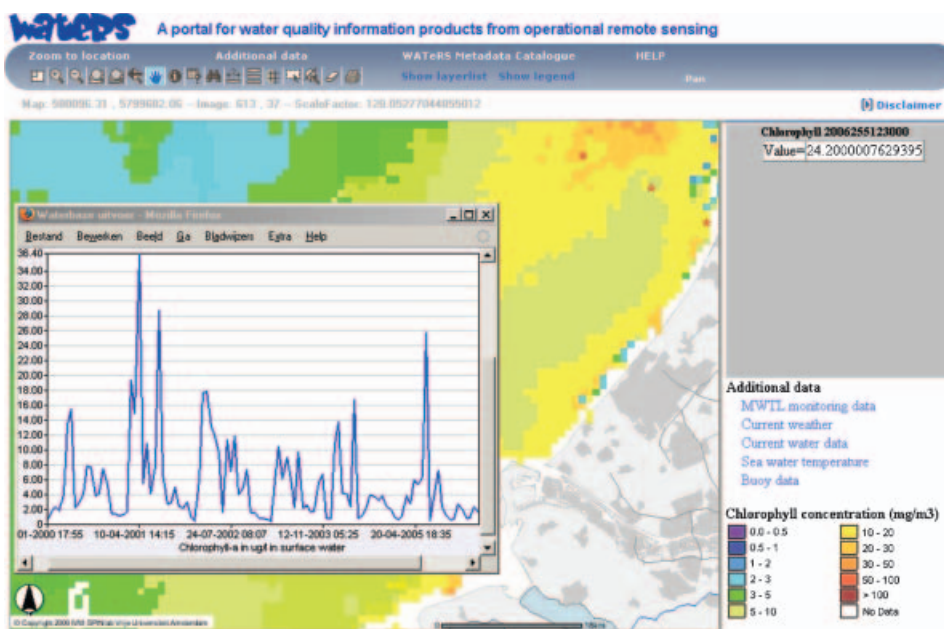 waters A portal for water quality information products from operational remote sensing
Zoom to location Additional data WATeRS Metadata Catalogue HELP
Show layerlist Show legend Pan
Map: 580096.31 , 5799602.06 - Image: 613 , 37 - ScaleFactor: 128.05277044055012
Disclaimer
Chlorophyll 2006255123000
Value= 24.2000007629395
Waterbase uitvoer - Mozilla Firefox
Bestand Bewerken Beeld Ga Bladwijzers Extra Help
36.40
34.00
32.00
30.00
28.00
26.00
24.00
22.00
20.00
18.00
16.00
14.00
12.00
10.00
8.00
6.00
4.00
2.00
0.00
01-2000 17:55 10-04-2001 14:15 24-07-2002 08:07 12-11-2003 05:25 20-04-2005 18:35
Chlorophyll-a in ug/l in surface water
Additional data
MWTL monitoring data
Current weather
Current water data
Sea water temperature
Buoy data
Chlorophyll concentration (mg/m3)
0.0 - 0.5 10 - 20
0.5 - 1 20 - 30
1 - 2 30 - 50
2 - 3 50 - 100
3 - 5 > 100
5 - 10 No Data